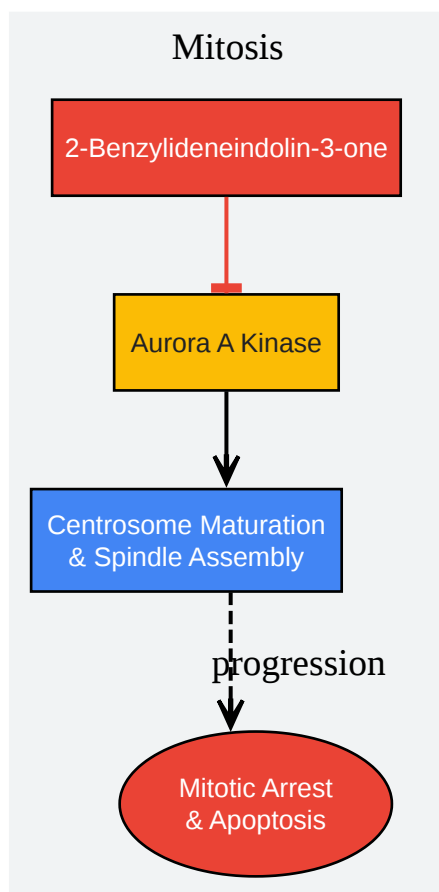 Mitosis
2-Benzylideneindolin-3-one
Aurora A Kinase
Centrosome Maturation
& Spindle Assembly
progression
Mitotic Arrest
& Apoptosis